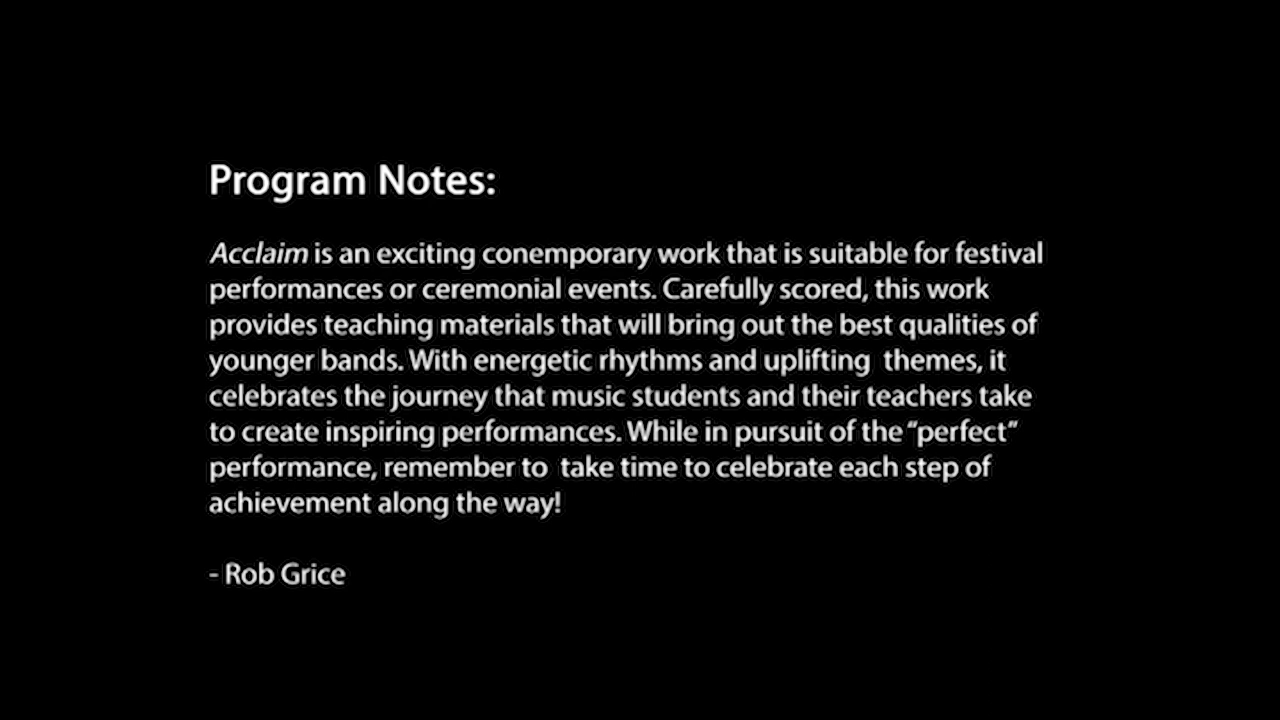 Program Notes:
Acclaim is an exciting conemporary work that is suitable for festival
performances or ceremonial events. Carefully scored, this work
provides teaching materials that will bring out the best qualities of
younger bands. With energetic rhythms and uplifting  themes, it
celebrates the journey that music students and their teachers take
to create inspiring performances. While in pursuit of the “perfect”
performance, remember to  take time to celebrate each step of
achievement along the way!
- Rob Grice